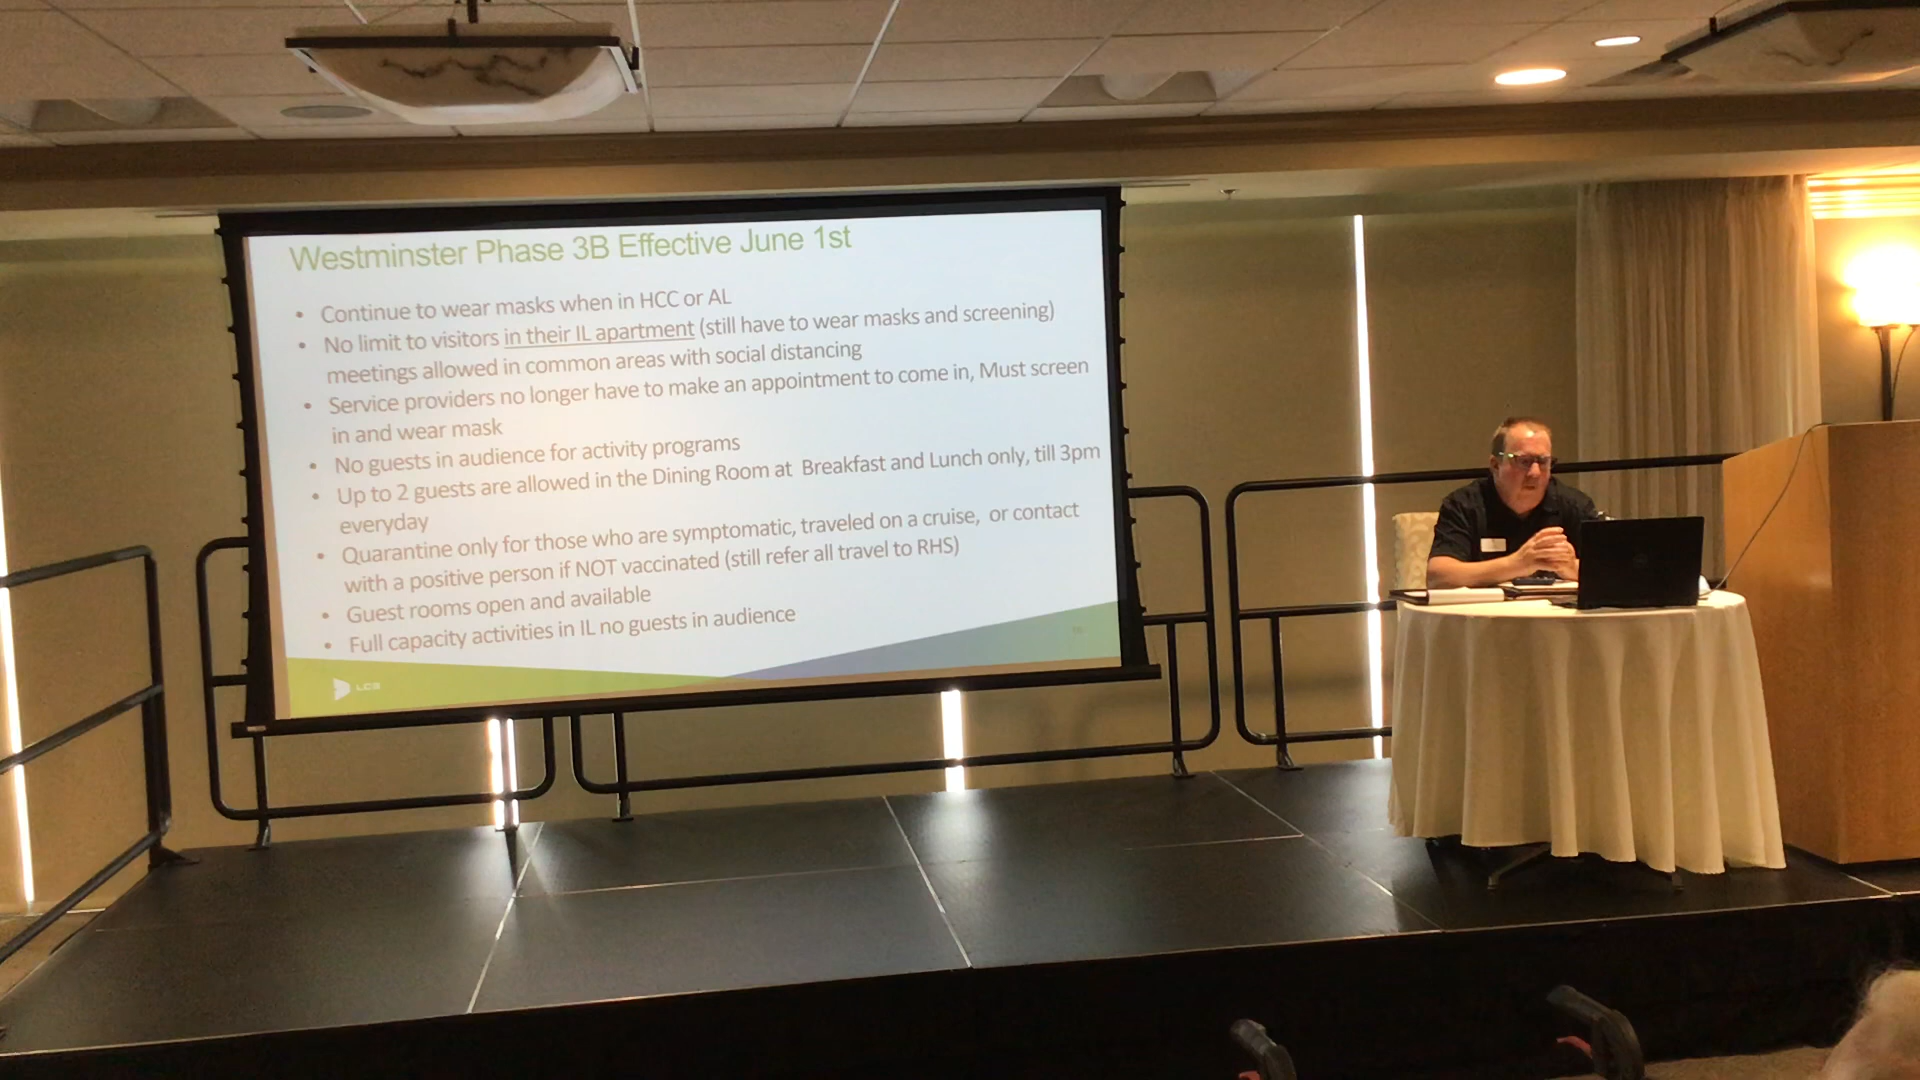 Westminster Phase 3B Effective June 1st
• Continue to wear masks when in HCC or AL
• No limit to visitors in their IL apartment (still have to wear masks and screening)
meetings allowed in common areas with social distancing
• Service providers no longer have to make an appointment to come in, Must screen
in and wear mask
• No guests in audience for activity programs
• Up to 2 guests are allowed in the Dining Room at Breakfast and Lunch only, till 3pm
everyday
• Quarantine only for those who are symptomatic, traveled on a cruise, or contact
with a positive person if NOT vaccinated (still refer all travel to RHS)
• Guest rooms open and available
• Full capacity activities in IL no guests in audience
LCS